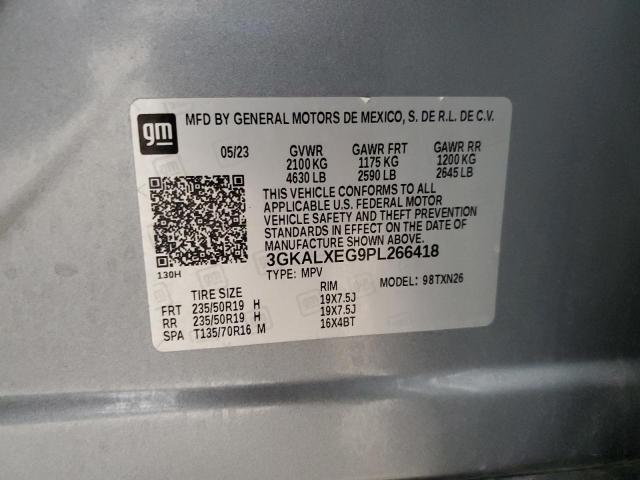 gm
MFD BY GENERAL MOTORS DE MEXICO, S. DE R.L. DE C.V.
05/23 GVWR GAWR FRT GAWR RR
2100 KG 1175 KG 1200 KG
4630 LB 2590 LB 2645 LB
THIS VEHICLE CONFORMS TO ALL
APPLICABLE U.S. FEDERAL MOTOR
VEHICLE SAFETY AND THEFT PREVENTION
STANDARDS IN EFFECT ON THE DATE OF
MANUFACTURE SHOWN ABOVE.
130H 3GKALXEG9PL266418
TYPE: MPV MODEL: 98TXN26
TIRE SIZE RIM
FRT 235/50R19 H 19X7.5J
RR 235/50R19 H 19X7.5J
SPA T135/70R16 M 16X4BT